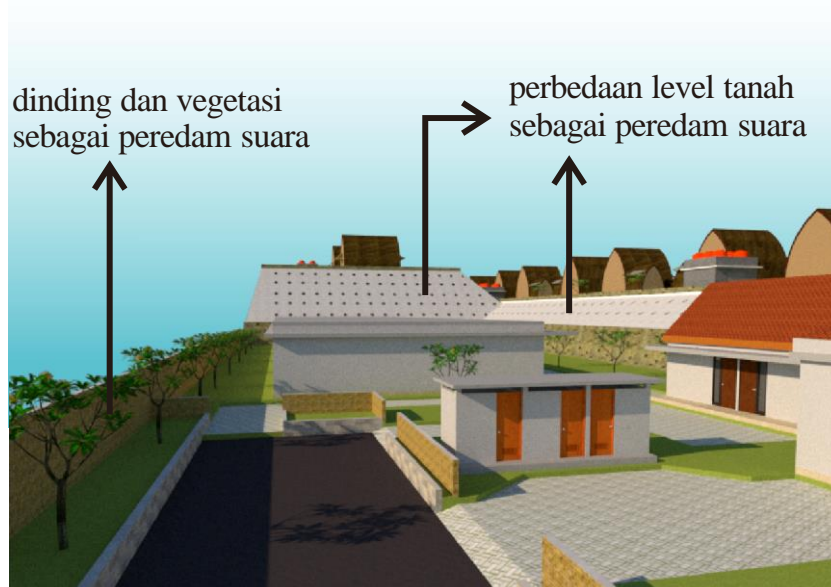 dinding dan vegetasi
sebagai peredam suara
perbedaan level tanah
sebagai peredam suara